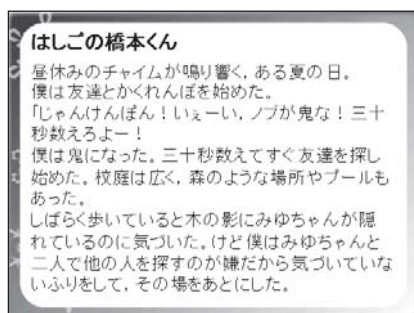 はしごの橋本くん
昼休みのチャイムが鳴り響く，ある夏の日。
僕は友達とかくれんぼを始めた。
「じゃんけんぽん！いぇーい，ノブが鬼な！三十
秒数えろよー！
僕は鬼になった。三十秒数えてすぐ友達を探し
始めた。校庭は広く，森のような場所やプールも
あった。
しばらく歩いていると木の影にみゆちゃんが隠
れているのに気づいた。けど僕はみゆちゃんと
二人で他の人を探すのが嫌だから気づいていな
いふりをして，その場をあとにした。